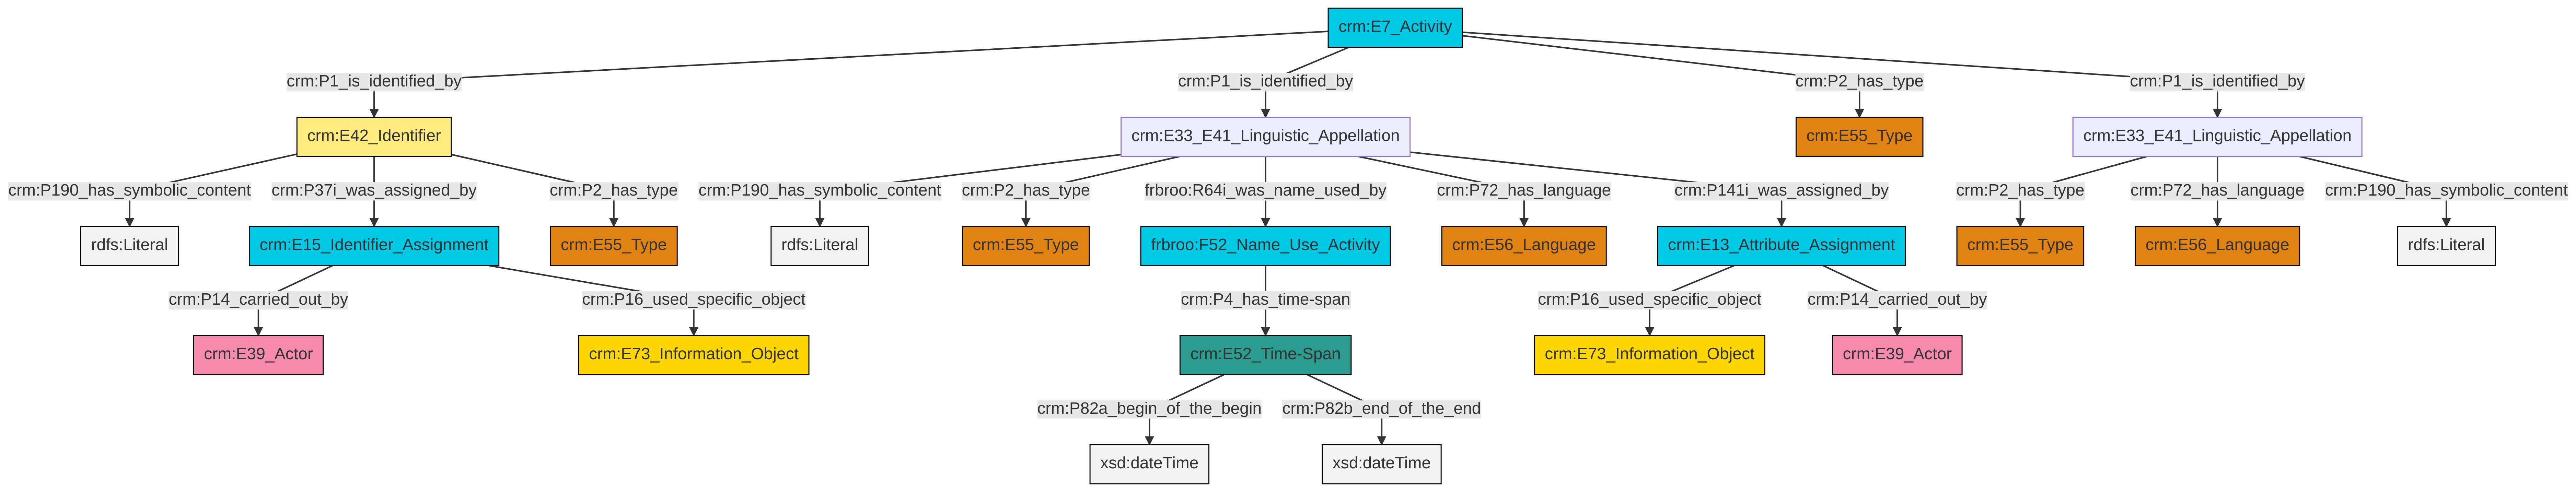 crm:E7_Activity
crm:P1_is_identified_by
crm:P1_is_identified_by
crm:P2_has_type
crm:P1_is_identified_by
crm:E42_Identifier
crm:E33_E41_Linguistic_Appellation
crm:E55_Type
crm:E33_E41_Linguistic_Appellation
crm:P190_has_symbolic_content
crm:P37i_was_assigned_by
crm:P2_has_type
crm:P190_has_symbolic_content
crm:P2_has_type
frbroo:R64i_was_name_used_by
crm:P72_has_language
crm:P141i_was_assigned_by
crm:P2_has_type
crm:P72_has_language
crm:P190_has_symbolic_content
rdfs:Literal
crm:E15_Identifier_Assignment
crm:E55_Type
rdfs:Literal
crm:E55_Type
frbroo:F52_Name_Use_Activity
crm:E56_Language
crm:E13_Attribute_Assignment
crm:E55_Type
crm:E56_Language
rdfs:Literal
crm:P14_carried_out_by
crm:P16_used_specific_object
crm:P4_has_time-span
crm:P16_used_specific_object
crm:P14_carried_out_by
crm:E39_Actor
crm:E73_Information_Object
crm:E52_Time-Span
crm:E73_Information_Object
crm:E39_Actor
crm:P82a_begin_of_the_begin
crm:P82b_end_of_the_end
xsd:dateTime
xsd:dateTime